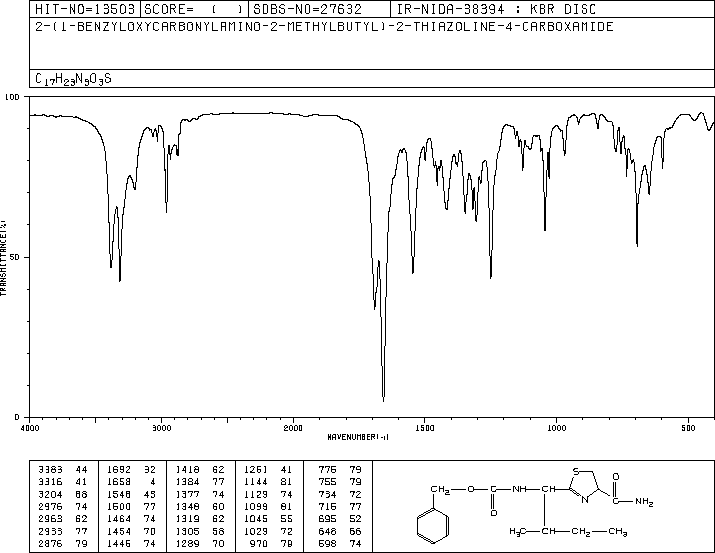 HIT-NO=13503 SCORE= ( ) SDBS-NO=27632 IR-NIDA-38394 : KBR DISC
2-(1-BENZYLOXYCARBONYLAMINO-2-METHYLBUTYL)-2-THIAZOLINE-4-CARBOXAMIDE
C17H23N3O3S
100
50
0
TRANSMITTANCE(%)
4000 3000 2000 1500 1000 500
WAVENUMBER(-1)
3383 44 1692 32 1418 62 1251 41 776 79
3316 41 1658 4 1384 77 1144 81 755 79
3204 68 1548 43 1377 74 1129 74 734 72
2976 74 1500 77 1348 60 1099 81 716 77
2963 62 1464 74 1319 62 1045 55 695 52
2933 77 1454 70 1305 58 1029 72 648 66
2876 79 1446 74 1289 70 970 79 598 74
S O
CH2 O C NH CH N C NH2
O
H3C CH CH2 CH3